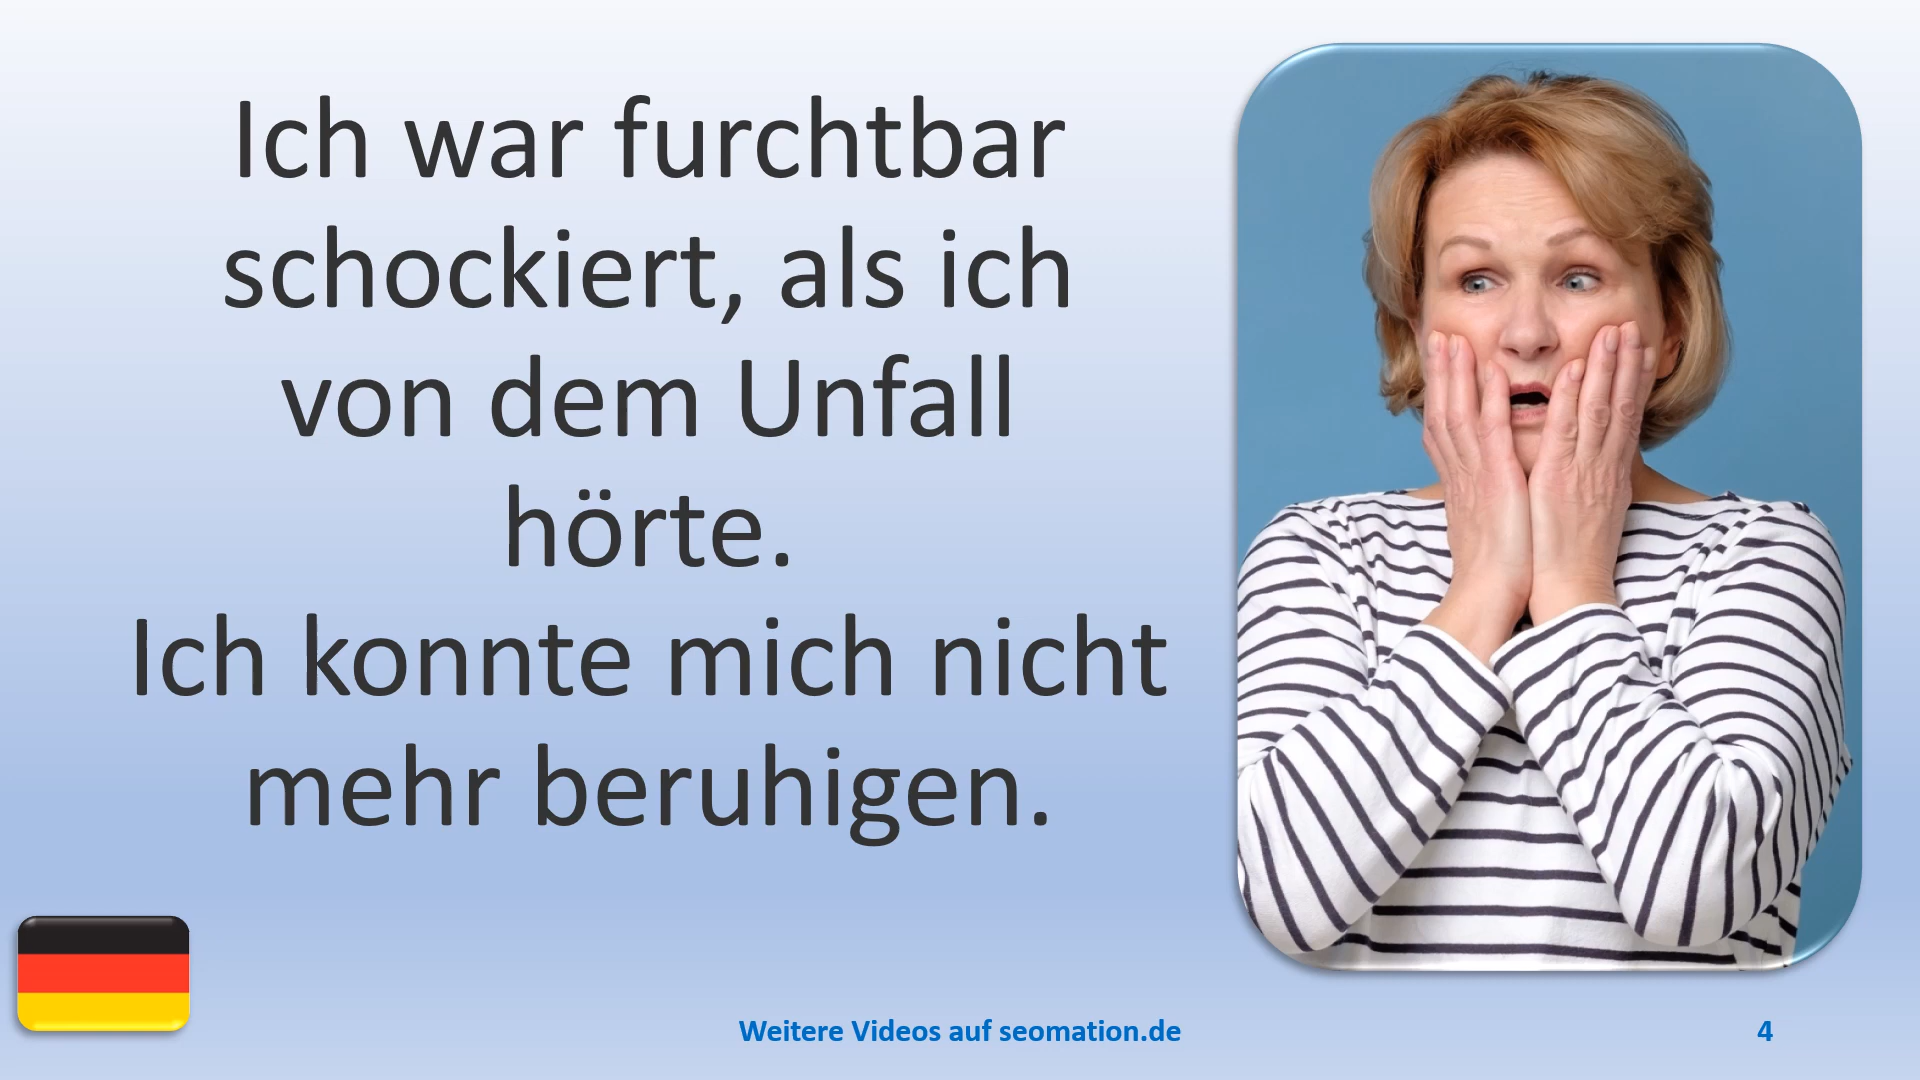 Ich war furchtbar
schockiert, als ich
von dem Unfall
hörte.
Ich konnte mich nicht
mehr beruhigen.
Weitere Videos auf seomation.de
4